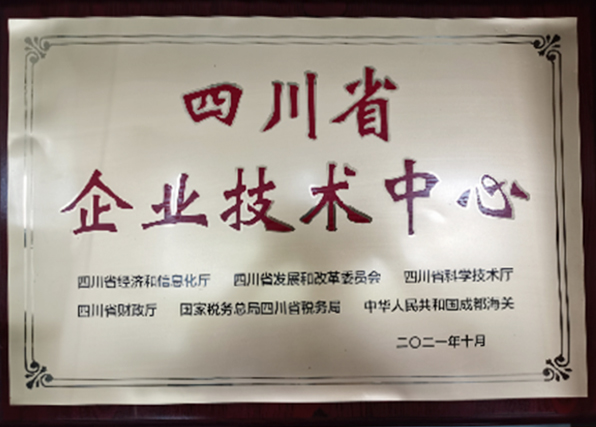 四川省
企业技术中心
四川省经济和信息化厅 四川省发展和改革委员会 四川省科学技术厅
四川省财政厅 国家税务总局四川省税务局 中华人民共和国成都海关
二〇二一年十月